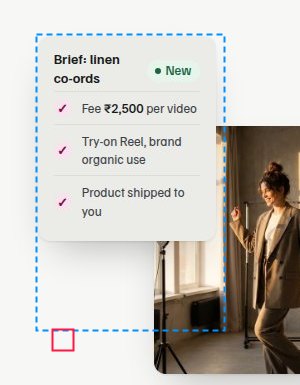 Brief: linen
co-ords
New
✓ Fee ₹2,500 per video
✓ Try-on Reel, brand
organic use
✓ Product shipped to
you